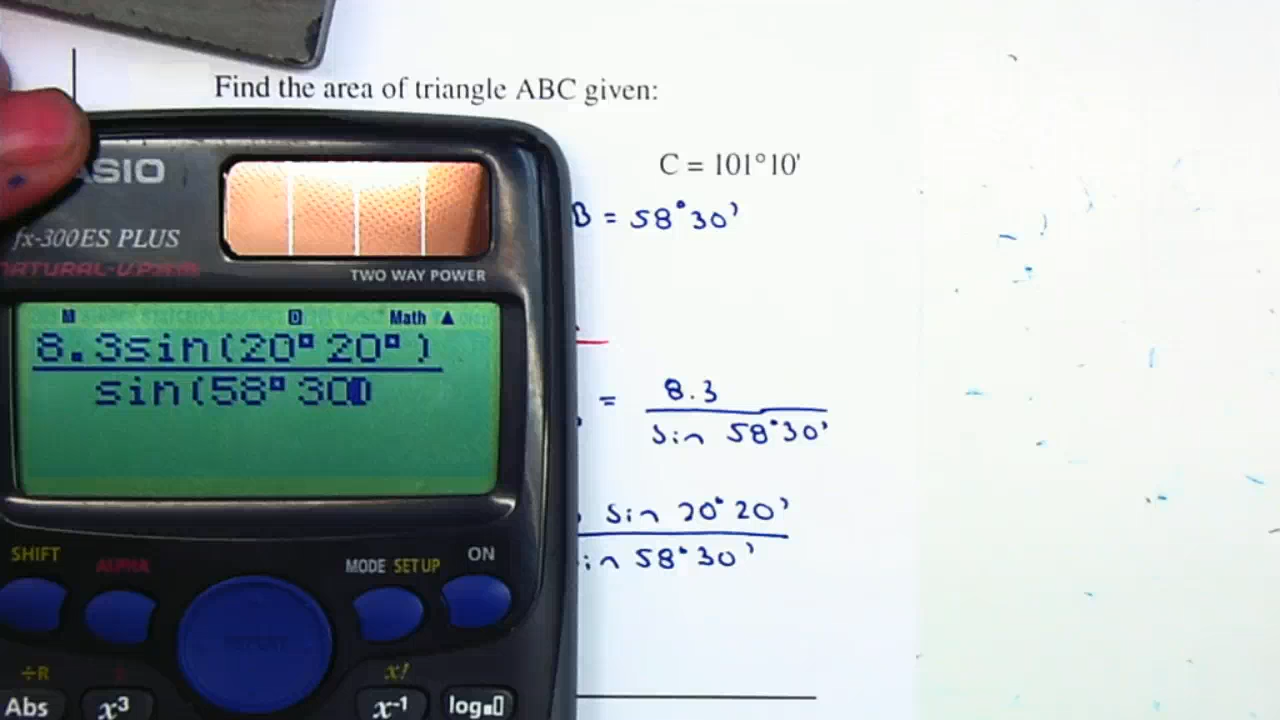 Find the area of triangle ABC given:
C = 101°10'
B = 58°30'
fx-300ES PLUS
TWO WAY POWER
M D Math ▲
8.3sin(20°20°)
sin(58°30
= 8.3
sin 58°30'
sin 20°20'
in 58°30'
SHIFT
ALPHA
MODE SETUP
ON
÷R
x!
Abs
x³
x⁻¹
log